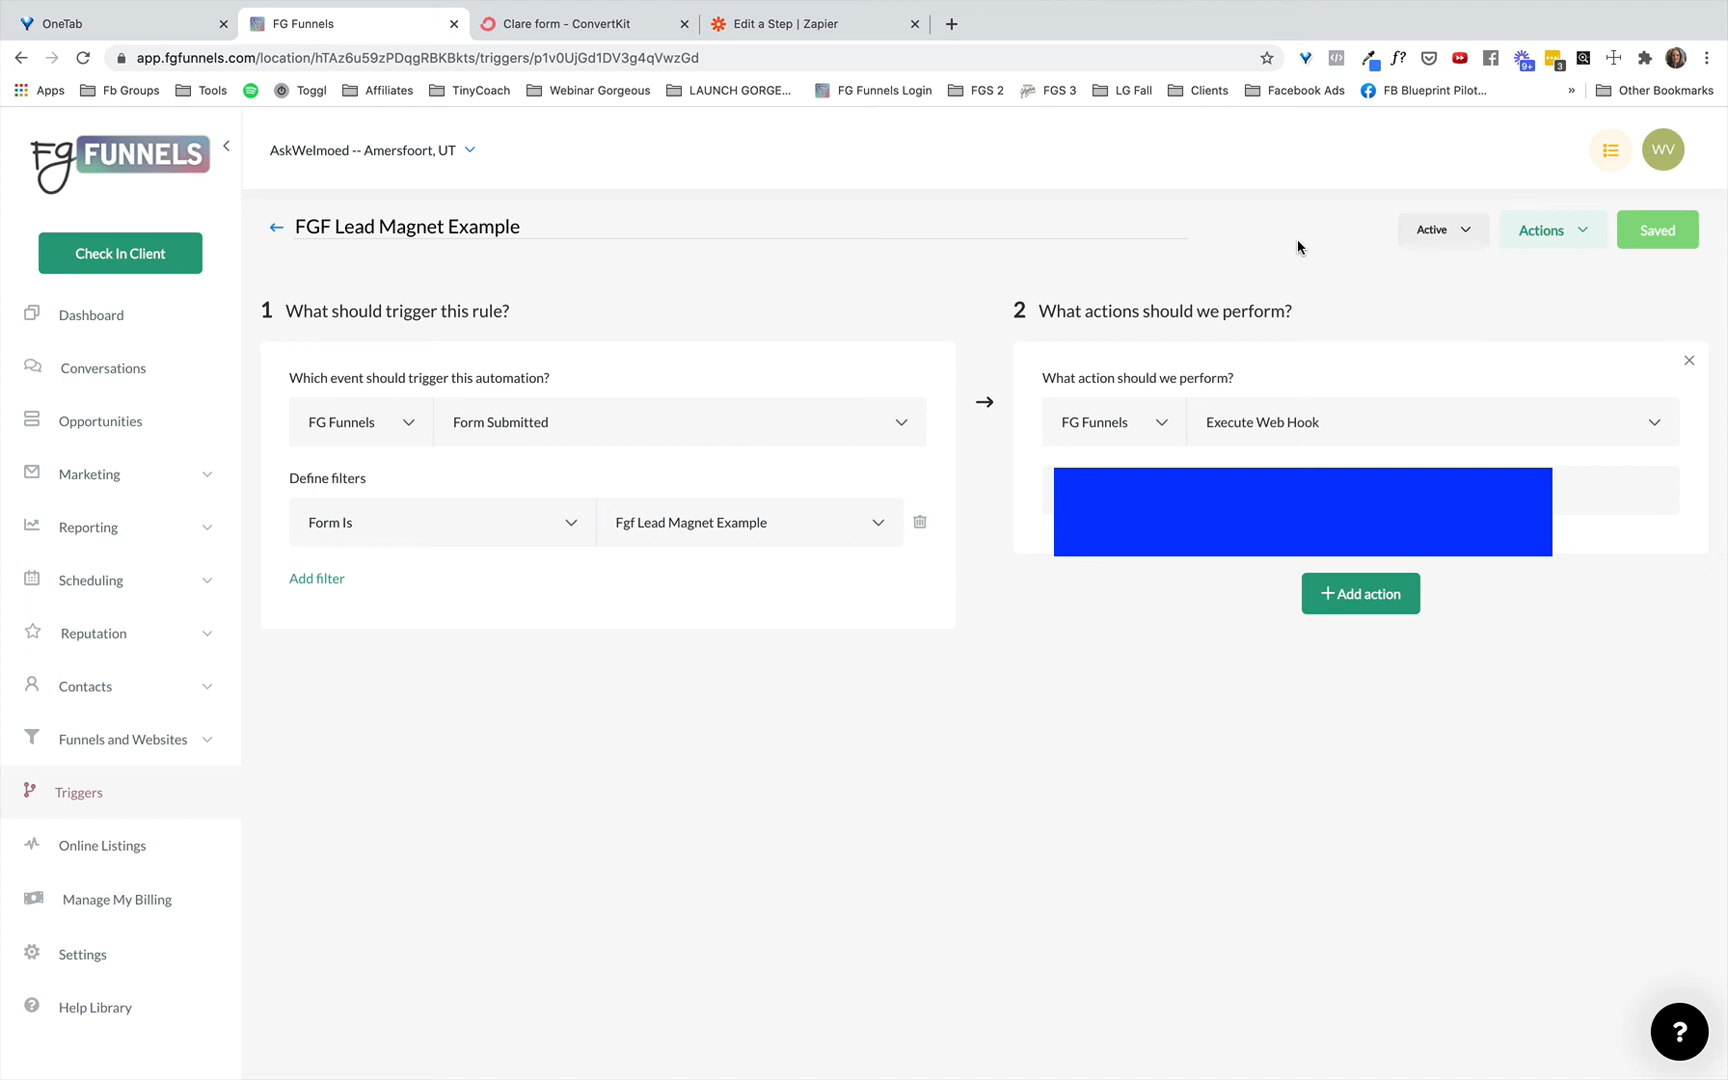 OneTab
FG Funnels
Clare form - ConvertKit
Edit a Step | Zapier
app.fgfunnels.com/location/hTAz6u59zPDqgRBKBkts/triggers/p1v0UjGd1DV3g4qVwzGd
f?
9+
3
Apps
Fb Groups
Tools
Toggl
Affiliates
TinyCoach
Webinar Gorgeous
LAUNCH GORGE...
FG Funnels Login
FGS 2
FGS 3
LG Fall
Clients
Facebook Ads
FB Blueprint Pilot...
»
Other Bookmarks
Fg FUNNELS
AskWelmoed -- Amersfoort, UT
WV
Check In Client
Dashboard
Conversations
Opportunities
Marketing
Reporting
Scheduling
Reputation
Contacts
Funnels and Websites
Triggers
Online Listings
Manage My Billing
Settings
Help Library
FGF Lead Magnet Example
Active
Actions
Saved
1 What should trigger this rule?
Which event should trigger this automation?
FG Funnels
Form Submitted
Define filters
Form Is
Fgf Lead Magnet Example
Add filter
2 What actions should we perform?
What action should we perform?
FG Funnels
Execute Web Hook
+ Add action
?